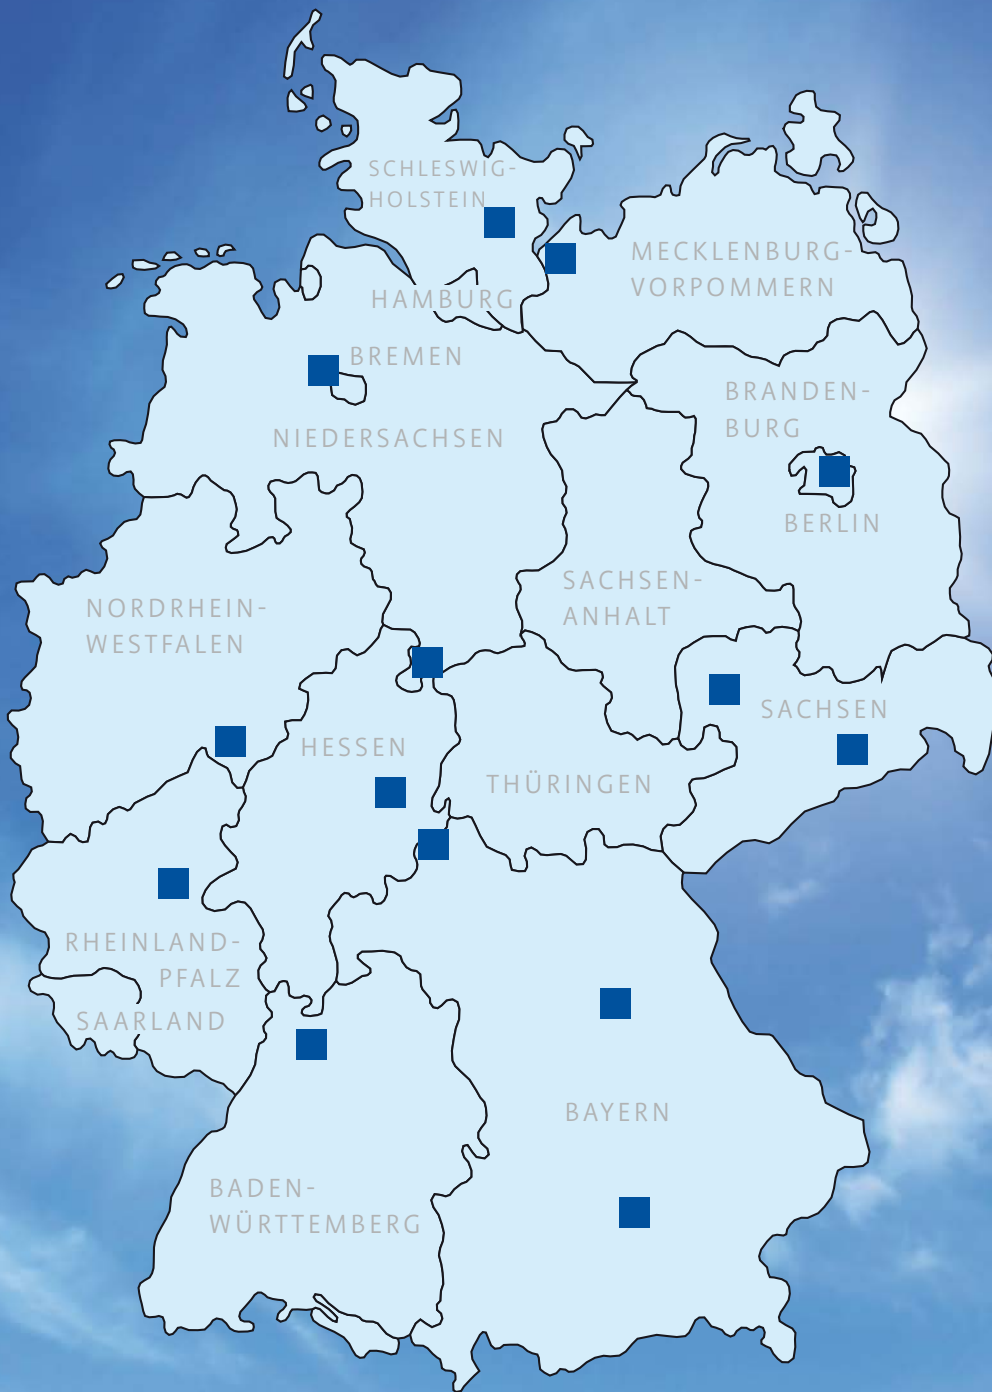 SCHLESWIG-
HOLSTEIN
MECKLENBURG-
VORPOMMERN
HAMBURG
BREMEN
BRANDEN-
BURG
NIEDERSACHSEN
BERLIN
SACHSEN-
ANHALT
NORDRHEIN-
WESTFALEN
SACHSEN
HESSEN
THÜRINGEN
RHEINLAND-
PFALZ
SAARLAND
BAYERN
BADEN-
WÜRTTEMBERG